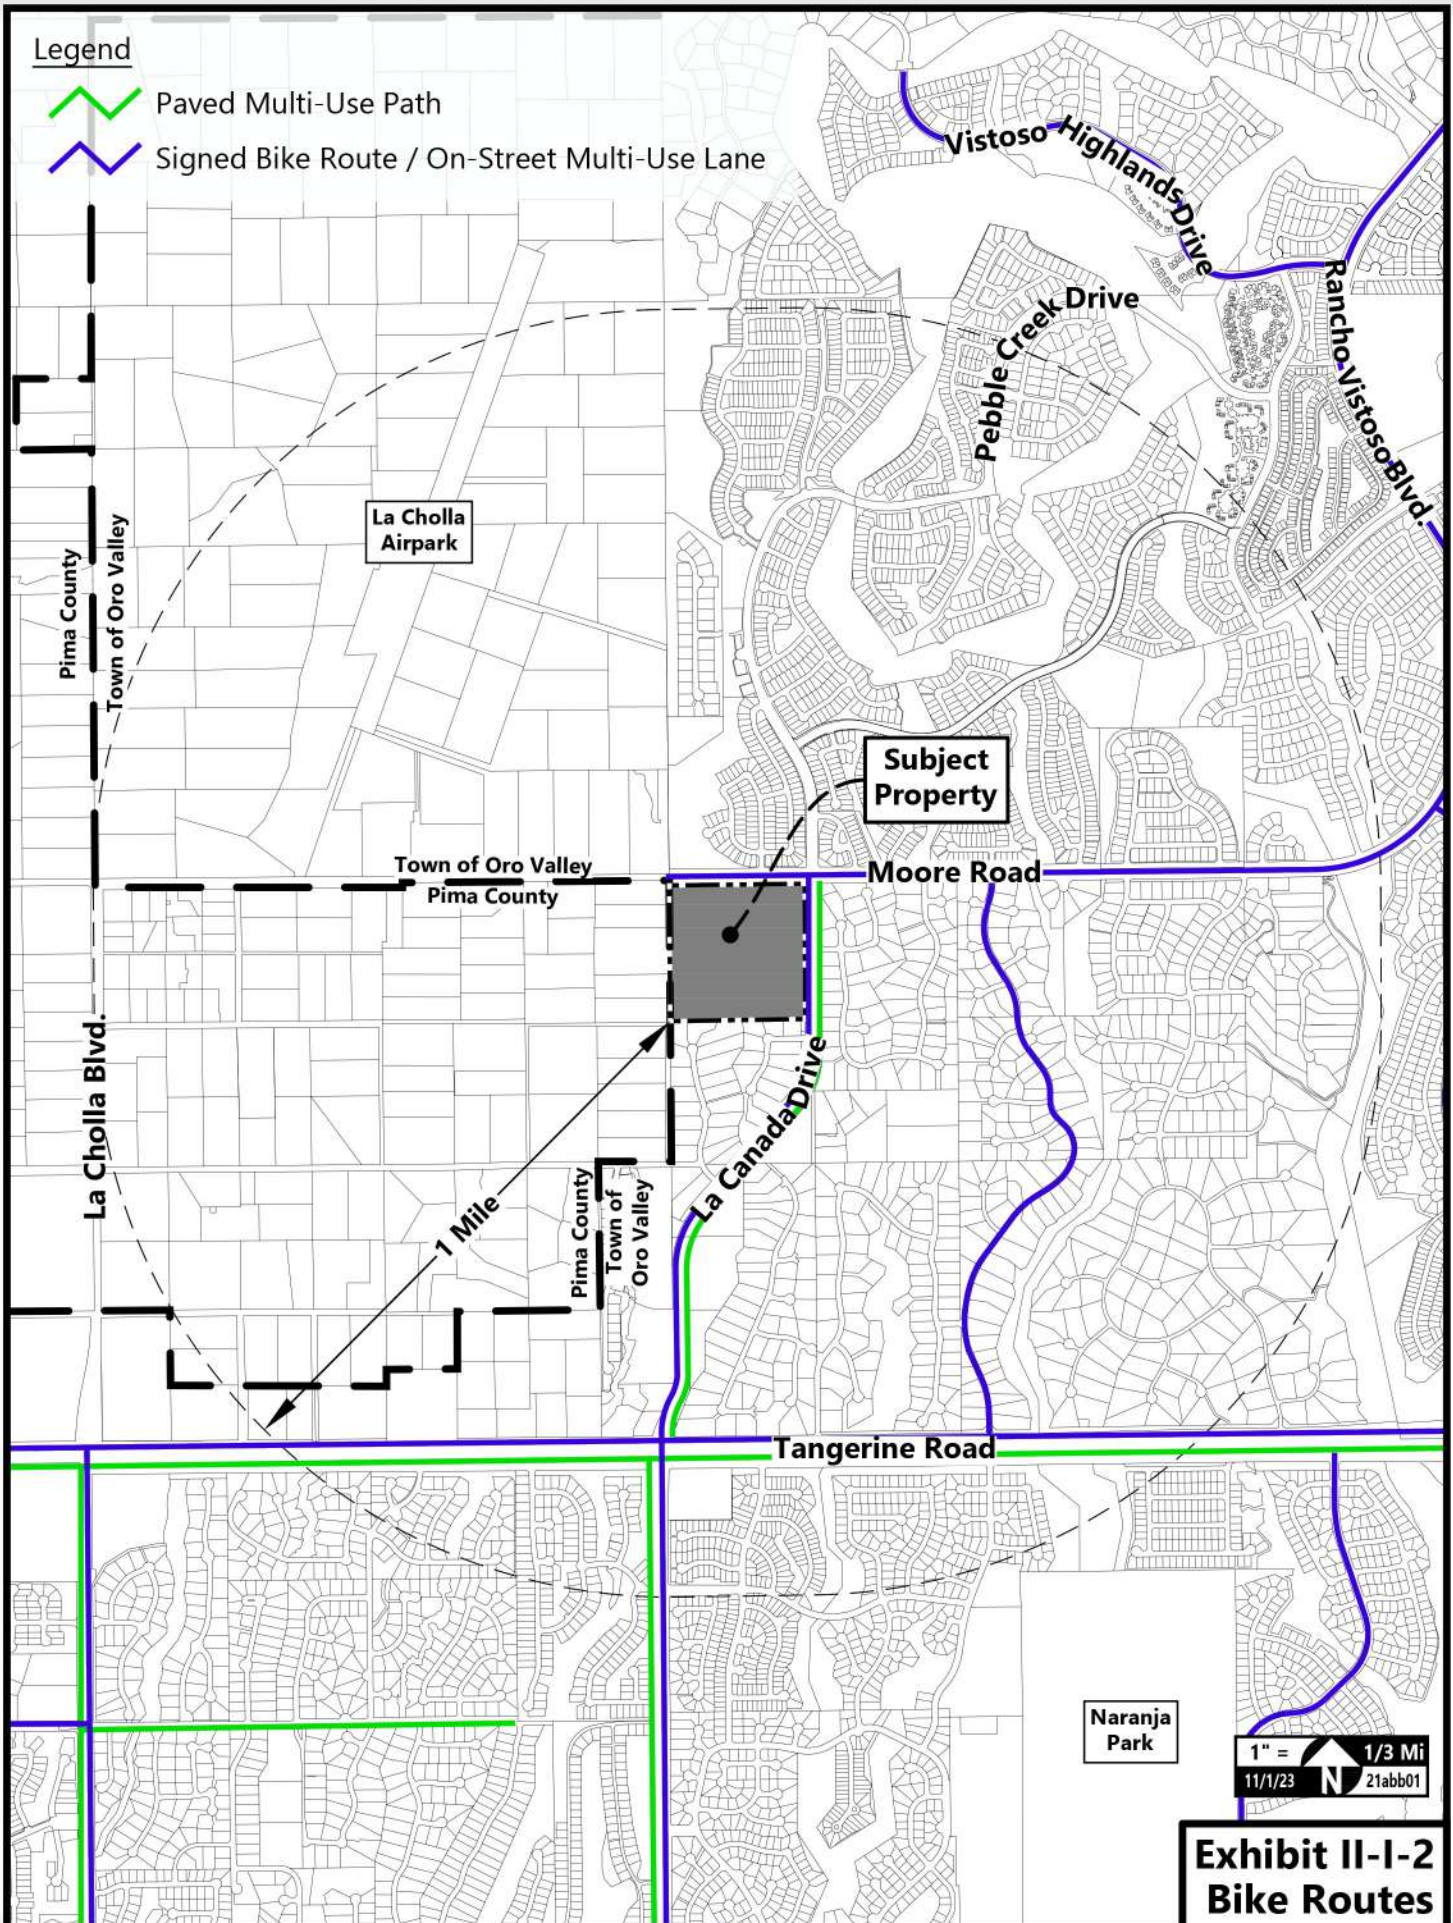 Legend
Paved Multi-Use Path
Signed Bike Route / On-Street Multi-Use Lane
Vistoso Highlands Drive
Pebble Creek Drive
Rancho Vistoso Blvd.
La Cholla
Airpark
Pima County
Town of Oro Valley
Subject
Property
Town of Oro Valley
Pima County
Moore Road
La Cholla Blvd.
La Canada Drive
1 Mile
Pima County
Town of
Oro Valley
Tangerine Road
Naranja
Park
1" = 1/3 Mi
11/1/23 N 21abb01
Exhibit II-I-2
Bike Routes